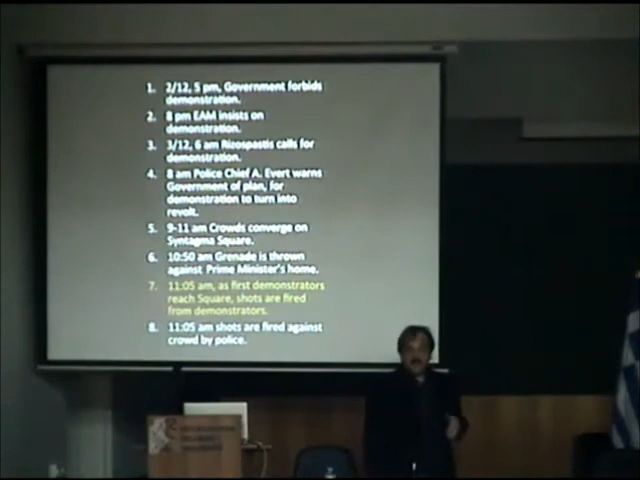 1. 2/12, 5 pm, Government forbids
demonstration.
2. 8 pm EAM insists on
demonstration.
3. 3/12, 6 am Rizospastis calls for
demonstration.
4. 8 am Police Chief A. Evert warns
Government of plan, for
demonstration to turn into
revolt.
5. 9-11 am Crowds converge on
Syntagma Square.
6. 10:50 am Grenade is thrown
against Prime Minister's home.
7. 11:05 am, as first demonstrators
reach Square, shots are fired
from demonstrators.
8. 11:05 am shots are fired against
crowd by police.